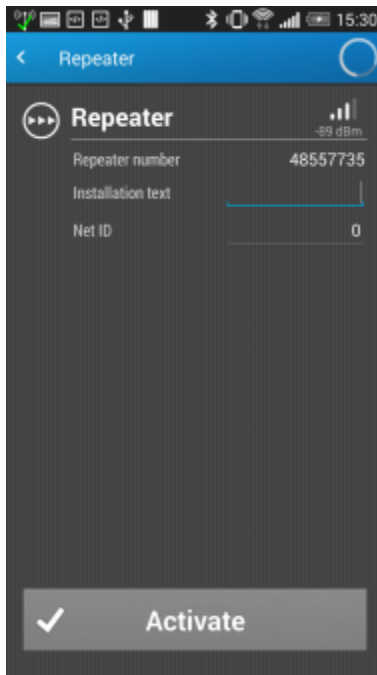 15:30
Repeater
Repeater
-89 dBm
Repeater number 48557735
Installation text
Net ID 0
Activate